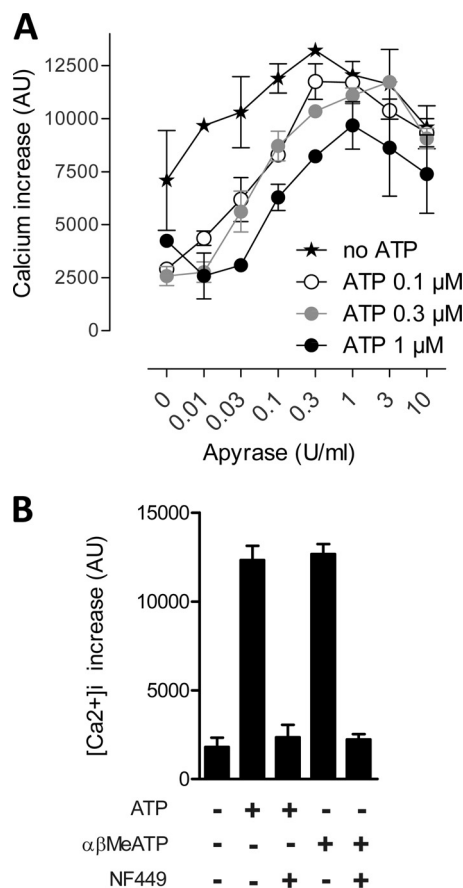 A
Calcium increase (AU)
12500
10000
7500
5000
2500
0
no ATP
ATP 0.1 µM
ATP 0.3 µM
ATP 1 µM
0 0.01 0.03 0.1 0.3 1 3 10
Apyrase (U/ml)
B
[Ca2+]i increase (AU)
15000
10000
5000
0
ATP - + + - -
αβMeATP - - - + +
NF449 - - + - +